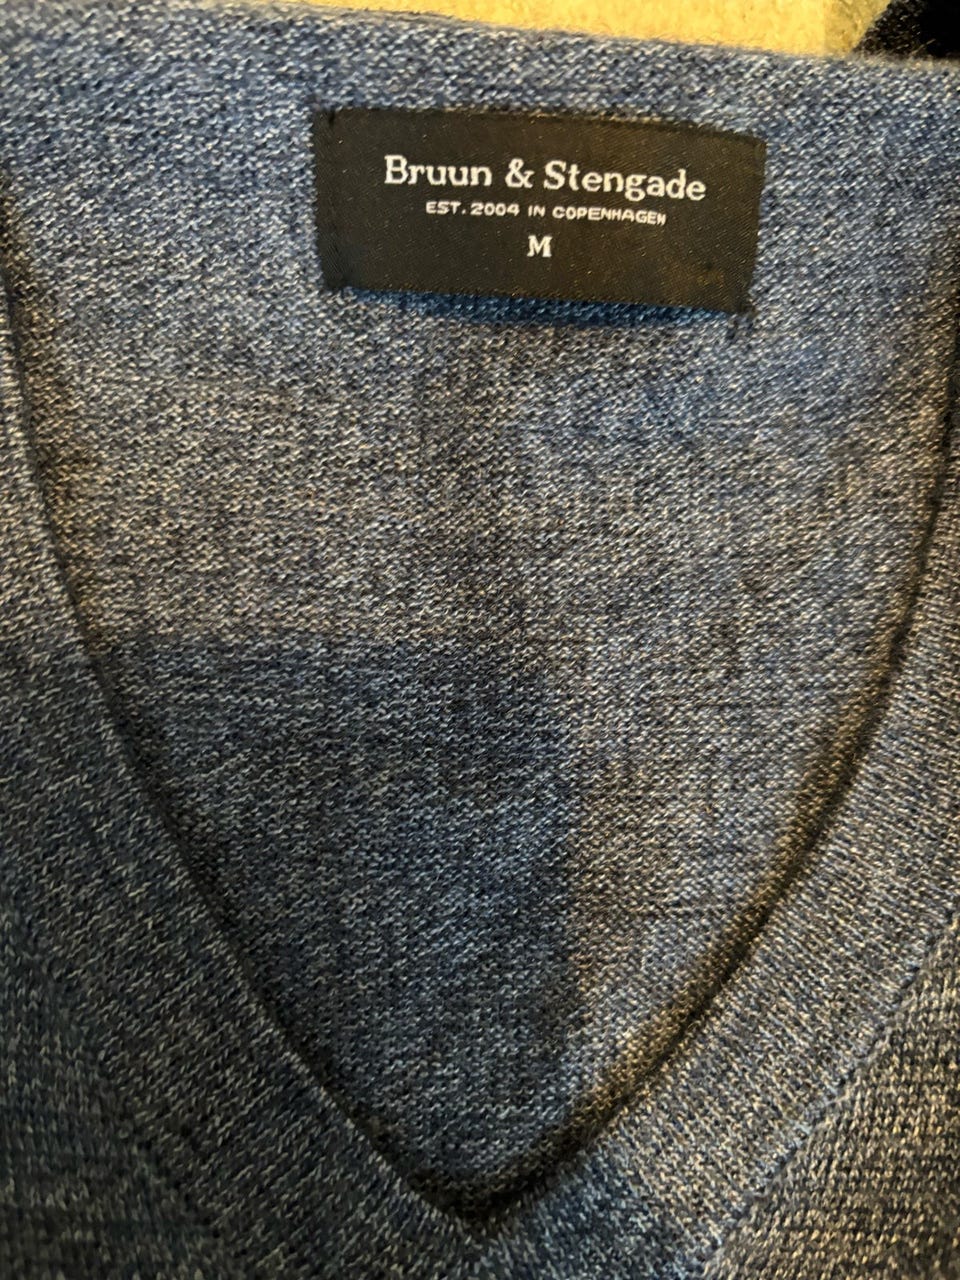 Bruun & Stengade
EST. 2004 IN COPENHAGEN
M